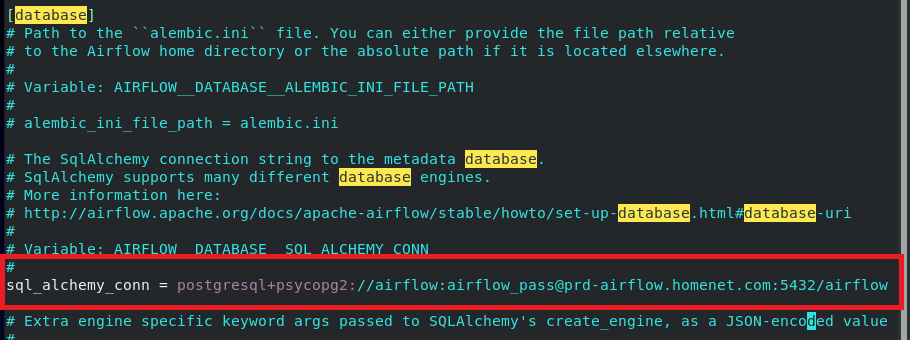 [database]
# Path to the ``alembic.ini`` file. You can either provide the file path relative
# to the Airflow home directory or the absolute path if it is located elsewhere.
#
# Variable: AIRFLOW__DATABASE__ALEMBIC_INI_FILE_PATH
#
# alembic_ini_file_path = alembic.ini
# The SqlAlchemy connection string to the metadata database.
# SqlAlchemy supports many different database engines.
# More information here:
# http://airflow.apache.org/docs/apache-airflow/stable/howto/set-up-database.html#database-uri
#
# Variable: AIRFLOW__DATABASE__SQL_ALCHEMY_CONN
#
sql_alchemy_conn = postgresql+psycopg2://airflow:airflow_pass@prd-airflow.homenet.com:5432/airflow
# Extra engine specific keyword args passed to SQLAlchemy's create_engine, as a JSON-encoded value
#